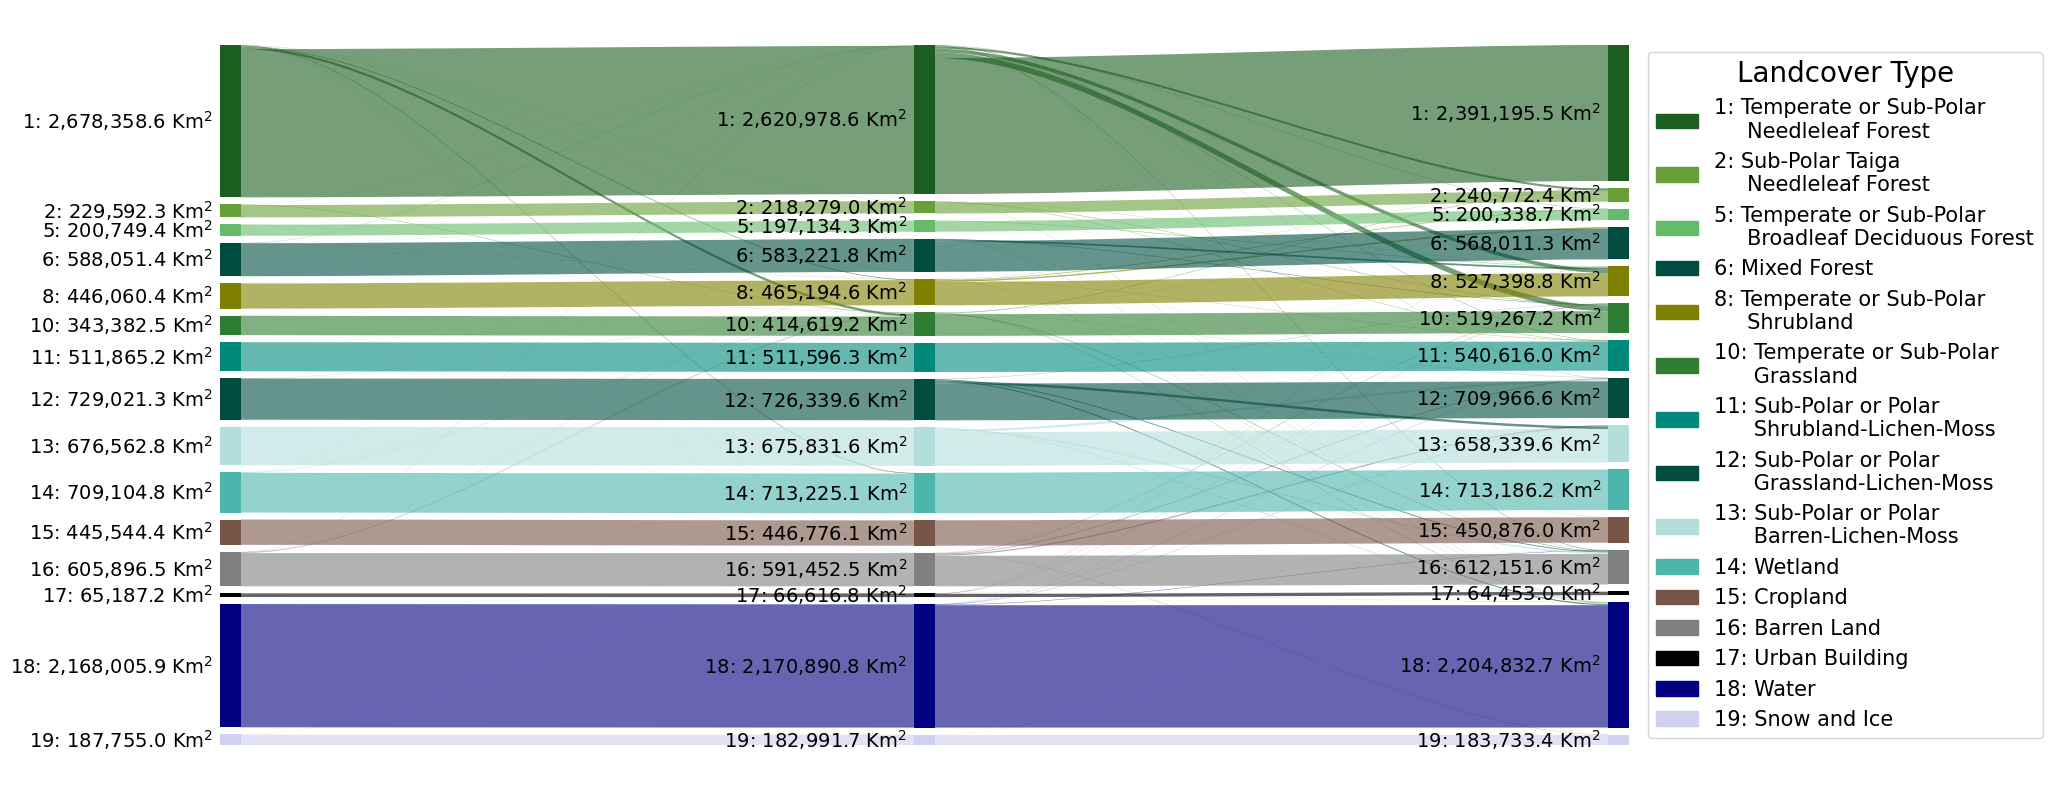 1: 2,678,358.6 Km²
2: 229,592.3 Km²
5: 200,749.4 Km²
6: 588,051.4 Km²
8: 446,060.4 Km²
10: 343,382.5 Km²
11: 511,865.2 Km²
12: 729,021.3 Km²
13: 676,562.8 Km²
14: 709,104.8 Km²
15: 445,544.4 Km²
16: 605,896.5 Km²
17: 65,187.2 Km²
18: 2,168,005.9 Km²
19: 187,755.0 Km²
1: 2,620,978.6 Km²
2: 218,279.0 Km²
5: 197,134.3 Km²
6: 583,221.8 Km²
8: 465,194.6 Km²
10: 414,619.2 Km²
11: 511,596.3 Km²
12: 726,339.6 Km²
13: 675,831.6 Km²
14: 713,225.1 Km²
15: 446,776.1 Km²
16: 591,452.5 Km²
17: 66,616.8 Km²
18: 2,170,890.8 Km²
19: 182,991.7 Km²
1: 2,391,195.5 Km²
2: 240,772.4 Km²
5: 200,338.7 Km²
6: 568,011.3 Km²
8: 527,398.8 Km²
10: 519,267.2 Km²
11: 540,616.0 Km²
12: 709,966.6 Km²
13: 658,339.6 Km²
14: 713,186.2 Km²
15: 450,876.0 Km²
16: 612,151.6 Km²
17: 64,453.0 Km²
18: 2,204,832.7 Km²
19: 183,733.4 Km²
Landcover Type
1: Temperate or Sub-Polar
Needleleaf Forest
2: Sub-Polar Taiga
Needleleaf Forest
5: Temperate or Sub-Polar
Broadleaf Deciduous Forest
6: Mixed Forest
8: Temperate or Sub-Polar
Shrubland
10: Temperate or Sub-Polar
Grassland
11: Sub-Polar or Polar
Shrubland-Lichen-Moss
12: Sub-Polar or Polar
Grassland-Lichen-Moss
13: Sub-Polar or Polar
Barren-Lichen-Moss
14: Wetland
15: Cropland
16: Barren Land
17: Urban Building
18: Water
19: Snow and Ice